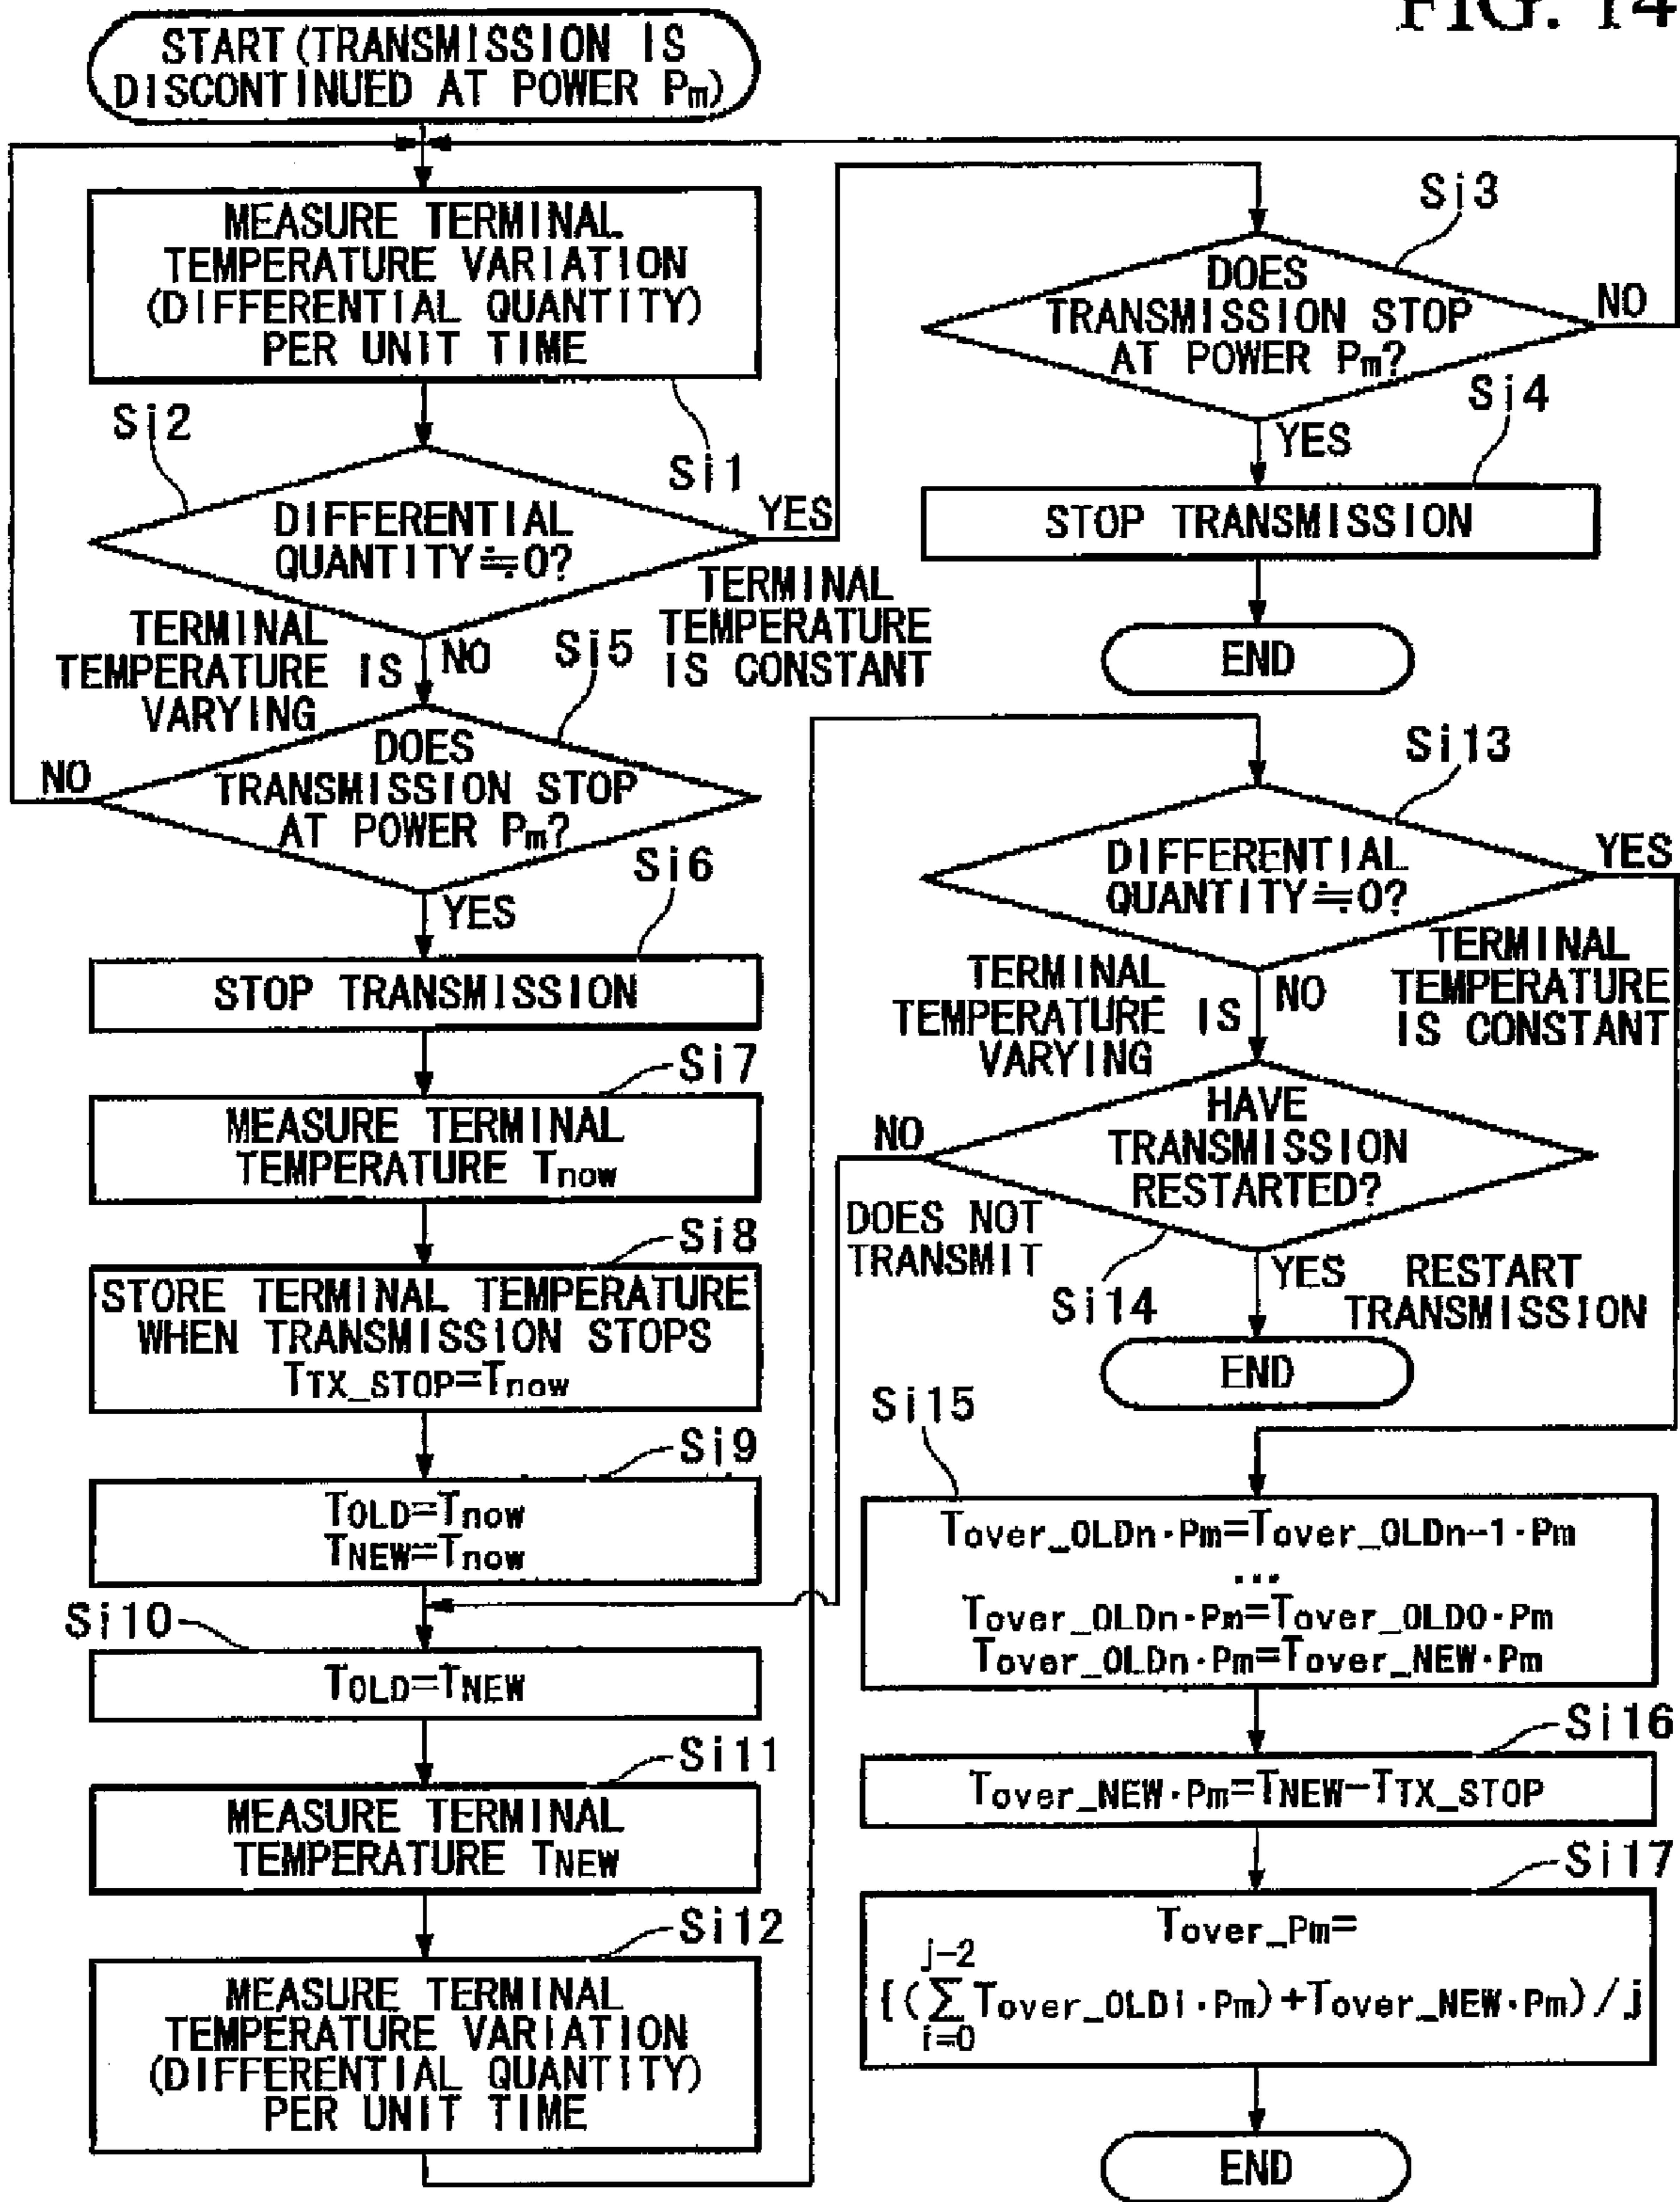 FIG. 14
START (TRANSMISSION IS
DISCONTINUED AT POWER Pm)
MEASURE TERMINAL
TEMPERATURE VARIATION
(DIFFERENTIAL QUANTITY)
PER UNIT TIME
Si1
Si2
DIFFERENTIAL
QUANTITY≒0?
YES
TERMINAL
TEMPERATURE
IS CONSTANT
TERMINAL
TEMPERATURE IS
VARYING
NO
Si3
DOES
TRANSMISSION STOP
AT POWER Pm?
NO
YES
Si4
STOP TRANSMISSION
END
Si5
DOES
TRANSMISSION STOP
AT POWER Pm?
NO
YES
Si6
STOP TRANSMISSION
Si7
MEASURE TERMINAL
TEMPERATURE Tnow
Si8
STORE TERMINAL TEMPERATURE
WHEN TRANSMISSION STOPS
TTX_STOP=Tnow
Si9
TOLD=Tnow
TNEW=Tnow
Si10
TOLD=TNEW
Si11
MEASURE TERMINAL
TEMPERATURE TNEW
Si12
MEASURE TERMINAL
TEMPERATURE VARIATION
(DIFFERENTIAL QUANTITY)
PER UNIT TIME
Si13
DIFFERENTIAL
QUANTITY≒0?
YES
TERMINAL
TEMPERATURE
IS CONSTANT
TERMINAL
TEMPERATURE IS
VARYING
NO
HAVE
TRANSMISSION
RESTARTED?
NO
DOES NOT
TRANSMIT
Si14
YES
RESTART
TRANSMISSION
END
Si15
Tover_OLDn·Pm=Tover_OLDn-1·Pm
...
Tover_OLDn·Pm=Tover_OLD0·Pm
Tover_OLDn·Pm=Tover_NEW·Pm
Si16
Tover_NEW·Pm=TNEW-TTX_STOP
Si17
Tover_Pm=
j-2
{(∑Tover_OLDi·Pm)+Tover_NEW·Pm)/j
i=0
END